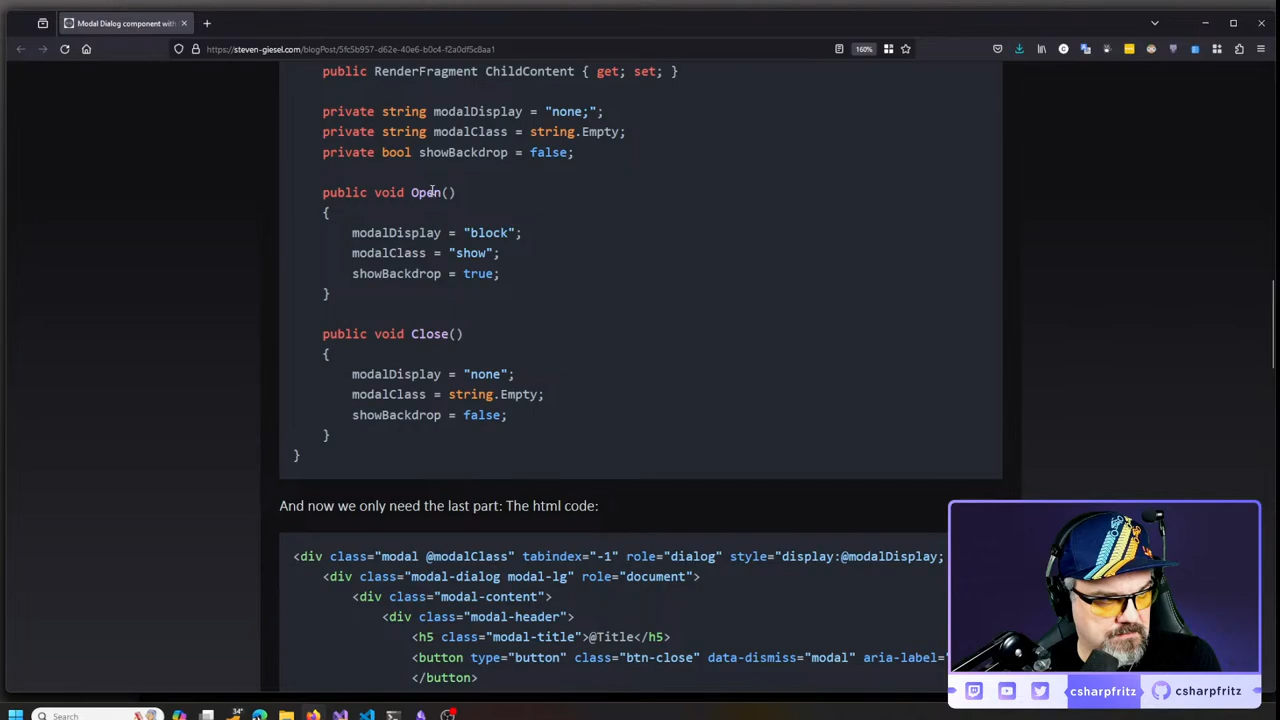 Modal Dialog component with
https://steven-giesel.com/blogPost/5fc5b957-d62e-40e6-b0c4-f2a0df5c8aa1
160%
public RenderFragment ChildContent { get; set; }
private string modalDisplay = "none;";
private string modalClass = string.Empty;
private bool showBackdrop = false;
public void Open()
{
modalDisplay = "block";
modalClass = "show";
showBackdrop = true;
}
public void Close()
{
modalDisplay = "none";
modalClass = string.Empty;
showBackdrop = false;
}
}
And now we only need the last part: The html code:
<div class="modal @modalClass" tabindex="-1" role="dialog" style="display:@modalDisplay;
<div class="modal-dialog modal-lg" role="document">
<div class="modal-content">
<div class="modal-header">
<h5 class="modal-title">@Title</h5>
<button type="button" class="btn-close" data-dismiss="modal" aria-label="
</button>
csharpfritz
csharpfritz
Search
34°